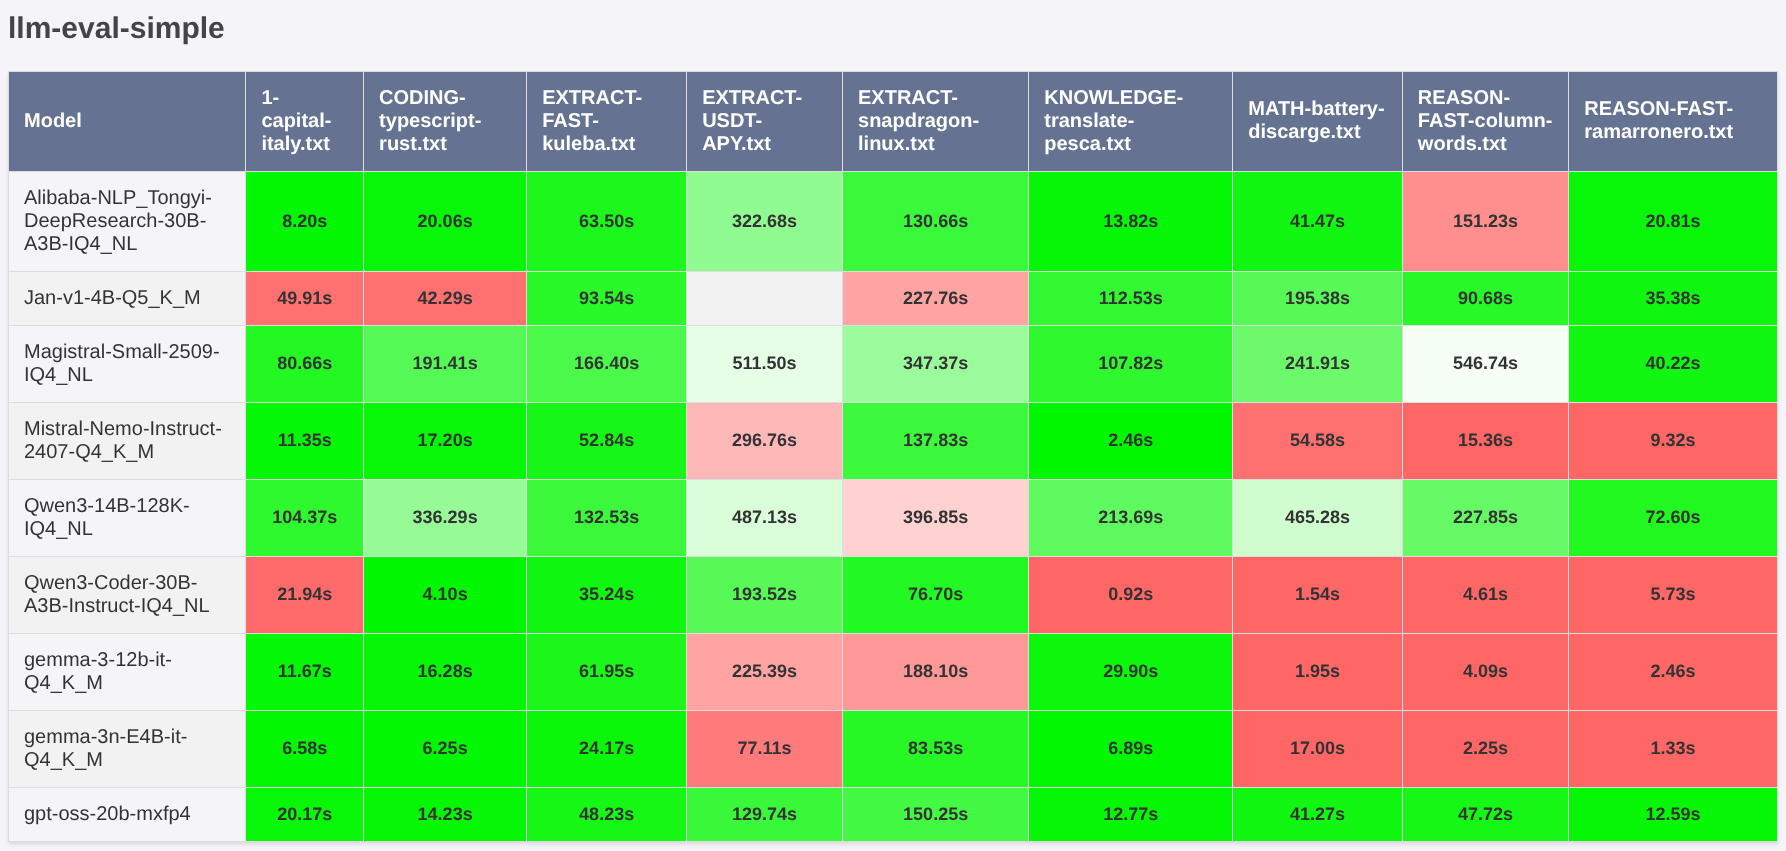 llm-eval-simple
Model
1-
capital-
italy.txt
CODING-
typescript-
rust.txt
EXTRACT-
FAST-
kuleba.txt
EXTRACT-
USDT-
APY.txt
EXTRACT-
snapdragon-
linux.txt
KNOWLEDGE-
translate-
pesca.txt
MATH-battery-
discarge.txt
REASON-
FAST-column-
words.txt
REASON-FAST-
ramarronero.txt
Alibaba-NLP_Tongyi-
DeepResearch-30B-
A3B-IQ4_NL
8.20s 20.06s 63.50s 322.68s 130.66s 13.82s 41.47s 151.23s 20.81s
Jan-v1-4B-Q5_K_M 49.91s 42.29s 93.54s 227.76s 112.53s 195.38s 90.68s 35.38s
Magistral-Small-2509-
IQ4_NL
80.66s 191.41s 166.40s 511.50s 347.37s 107.82s 241.91s 546.74s 40.22s
Mistral-Nemo-Instruct-
2407-Q4_K_M
11.35s 17.20s 52.84s 296.76s 137.83s 2.46s 54.58s 15.36s 9.32s
Qwen3-14B-128K-
IQ4_NL
104.37s 336.29s 132.53s 487.13s 396.85s 213.69s 465.28s 227.85s 72.60s
Qwen3-Coder-30B-
A3B-Instruct-IQ4_NL
21.94s 4.10s 35.24s 193.52s 76.70s 0.92s 1.54s 4.61s 5.73s
gemma-3-12b-it-
Q4_K_M
11.67s 16.28s 61.95s 225.39s 188.10s 29.90s 1.95s 4.09s 2.46s
gemma-3n-E4B-it-
Q4_K_M
6.58s 6.25s 24.17s 77.11s 83.53s 6.89s 17.00s 2.25s 1.33s
gpt-oss-20b-mxfp4 20.17s 14.23s 48.23s 129.74s 150.25s 12.77s 41.27s 47.72s 12.59s